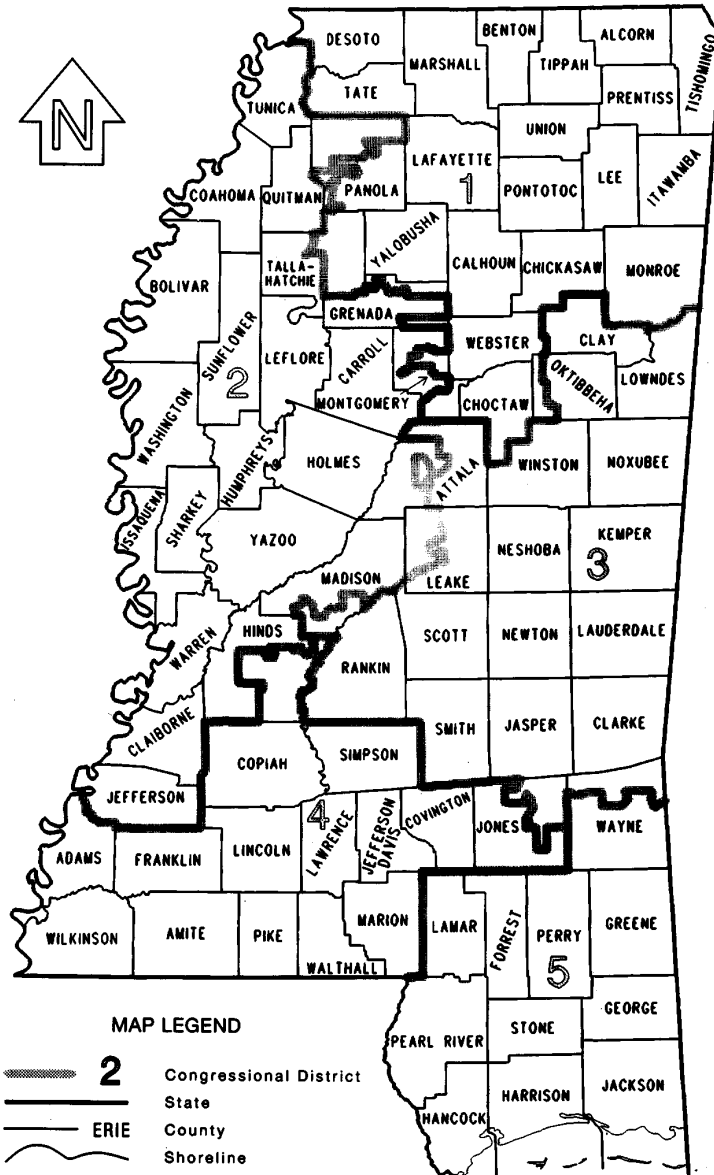 DESOTO
BENTON
ALCORN
MARSHALL
TIPPAH
TISHOMINGO
N
TUNICA
TATE
PRENTISS
UNION
LAFAYETTE
1
LEE
ITAWAMBA
COAHOMA
QUITMAN
PANOLA
PONTOTOC
YALOBUSHA
TALLA-
HATCHIE
CALHOUN
CHICKASAW
MONROE
BOLIVAR
GRENADA
SUNFLOWER
2
LEFLORE
CARROLL
WEBSTER
CLAY
OKTIBBEHA
LOWNDES
MONTGOMERY
CHOCTAW
WASHINGTON
HUMPHREYS
HOLMES
ATTALA
WINSTON
NOXUBEE
ISSAQUENA
SHARKEY
YAZOO
NESHOBA
KEMPER
3
MADISON
LEAKE
WARREN
HINDS
SCOTT
NEWTON
LAUDERDALE
RANKIN
CLAIBORNE
COPIAH
SIMPSON
SMITH
JASPER
CLARKE
JEFFERSON
4
LAWRENCE
JEFFERSON
DAVIS
COVINGTON
JONES
WAYNE
ADAMS
FRANKLIN
LINCOLN
WILKINSON
AMITE
PIKE
WALTHALL
MARION
LAMAR
FORREST
PERRY
5
GREENE
GEORGE
PEARL RIVER
STONE
HANCOCK
HARRISON
JACKSON
MAP LEGEND
2 Congressional District
State
ERIE County
Shoreline